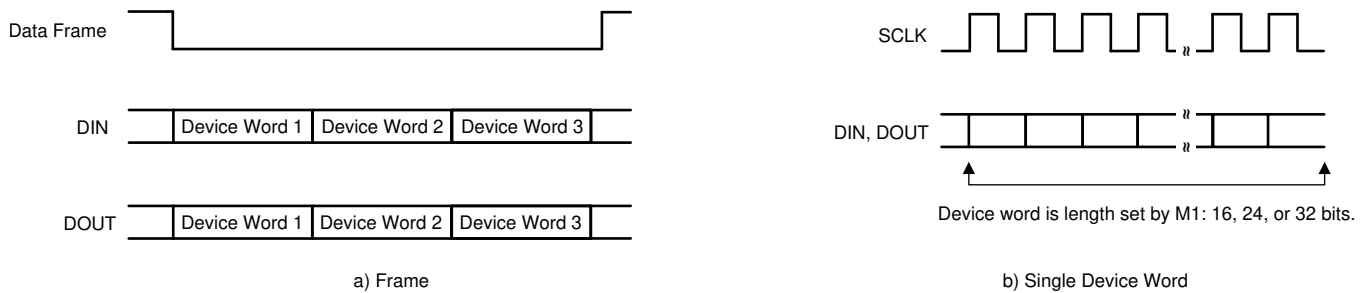 Data Frame
DIN
Device Word 1
Device Word 2
Device Word 3
DOUT
Device Word 1
Device Word 2
Device Word 3
a) Frame
SCLK
≈
DIN, DOUT
≈
≈
Device word is length set by M1: 16, 24, or 32 bits.
b) Single Device Word